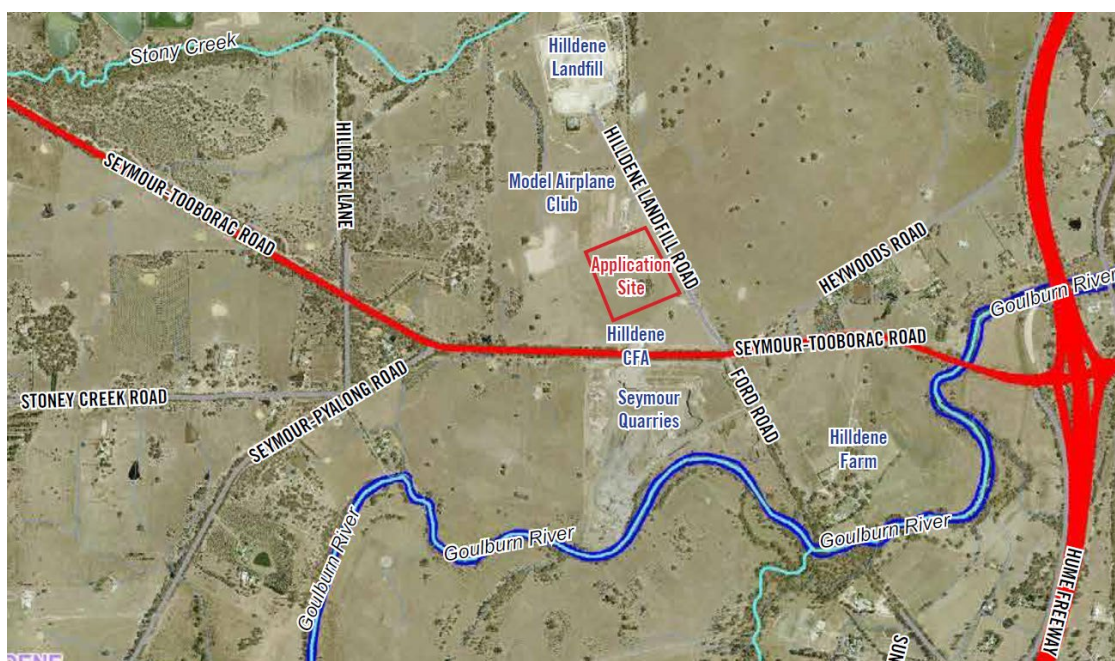 Stony Creek
Hilldene
Landfill
HILLDENE LANE
HILLDENE LANDFILL ROAD
SEYMOUR-TOOBORAC ROAD
Model Airplane
Club
HEYWOODS ROAD
Application
Site
Goulburn River
Hilldene
CFA
SEYMOUR-TOOBORAC ROAD
STONEY CREEK ROAD
SEYMOUR-PYALONG ROAD
Seymour
Quarries
FORD ROAD
Hilldene
Farm
Goulburn River
Goulburn River
Goulburn River
HUME FREEWAY
SUN